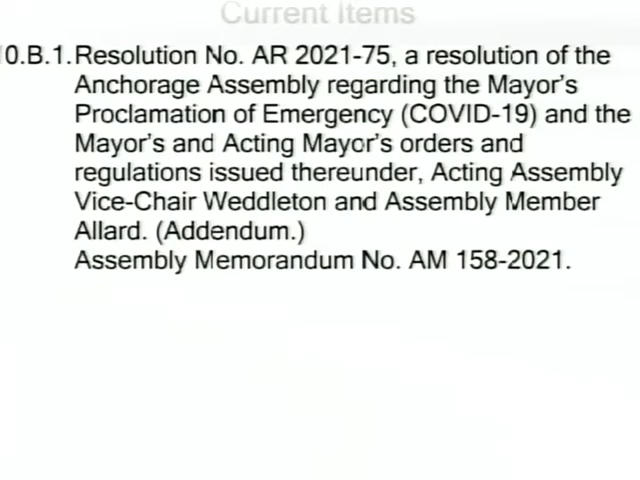 Current Items
10.B.1. Resolution No. AR 2021-75, a resolution of the
Anchorage Assembly regarding the Mayor's
Proclamation of Emergency (COVID-19) and the
Mayor's and Acting Mayor's orders and
regulations issued thereunder, Acting Assembly
Vice-Chair Weddleton and Assembly Member
Allard. (Addendum.)
Assembly Memorandum No. AM 158-2021.